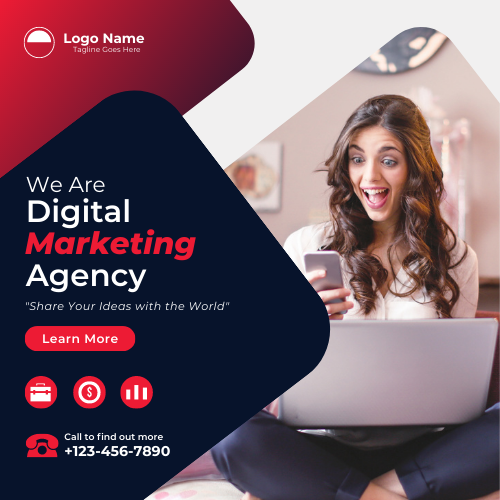 Logo Name
Tagline Goes Here
We Are
Digital
Marketing
Agency
"Share Your Ideas with the World"
Learn More
$
Call to find out more
+123-456-7890